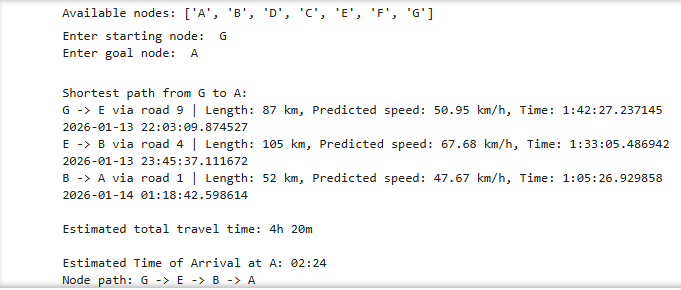 Available nodes: ['A', 'B', 'D', 'C', 'E', 'F', 'G']
Enter starting node:  G
Enter goal node:  A
Shortest path from G to A:
G -> E via road 9 | Length: 87 km, Predicted speed: 50.95 km/h, Time: 1:42:27.237145
2026-01-13 22:03:09.874527
E -> B via road 4 | Length: 105 km, Predicted speed: 67.68 km/h, Time: 1:33:05.486942
2026-01-13 23:45:37.111672
B -> A via road 1 | Length: 52 km, Predicted speed: 47.67 km/h, Time: 1:05:26.929858
2026-01-14 01:18:42.598614
Estimated total travel time: 4h 20m
Estimated Time of Arrival at A: 02:24
Node path: G -> E -> B -> A